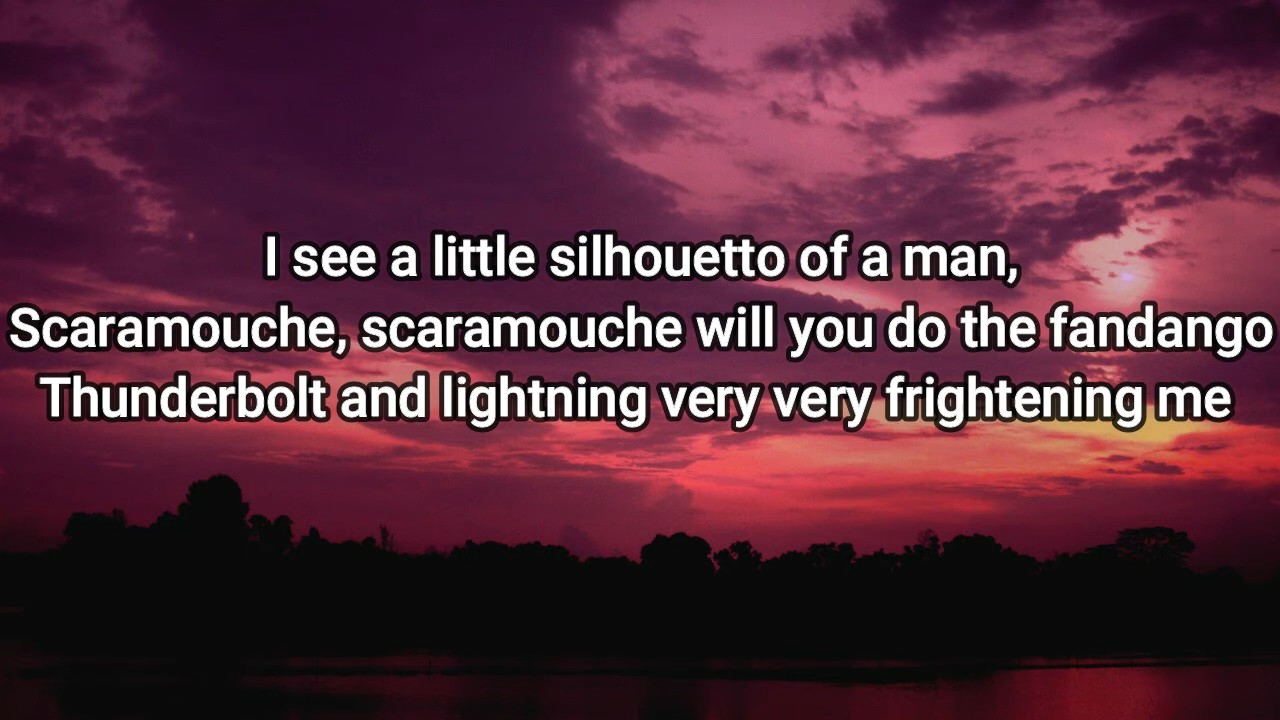 I see a little silhouetto of a man,
Scaramouche, scaramouche will you do the fandango
Thunderbolt and lightning very very frightening me